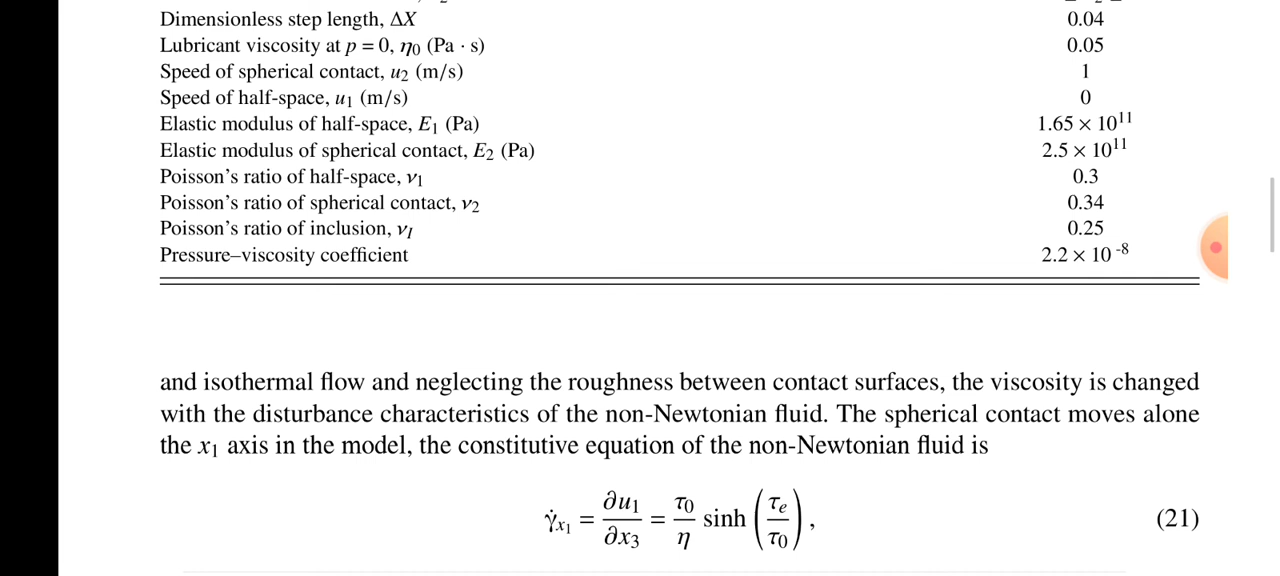 Dimensionless step length, ΔX 0.04
Lubricant viscosity at p = 0, η0 (Pa · s) 0.05
Speed of spherical contact, u2 (m/s) 1
Speed of half-space, u1 (m/s) 0
Elastic modulus of half-space, E1 (Pa) 1.65 × 10^11
Elastic modulus of spherical contact, E2 (Pa) 2.5 × 10^11
Poisson's ratio of half-space, ν1 0.3
Poisson's ratio of spherical contact, ν2 0.34
Poisson's ratio of inclusion, νI 0.25
Pressure–viscosity coefficient 2.2 × 10^-8
and isothermal flow and neglecting the roughness between contact surfaces, the viscosity is changed
with the disturbance characteristics of the non-Newtonian fluid. The spherical contact moves alone
the x1 axis in the model, the constitutive equation of the non-Newtonian fluid is
γ̇x1 = ∂u1/∂x3 = τ0/η sinh (τe/τ0), (21)